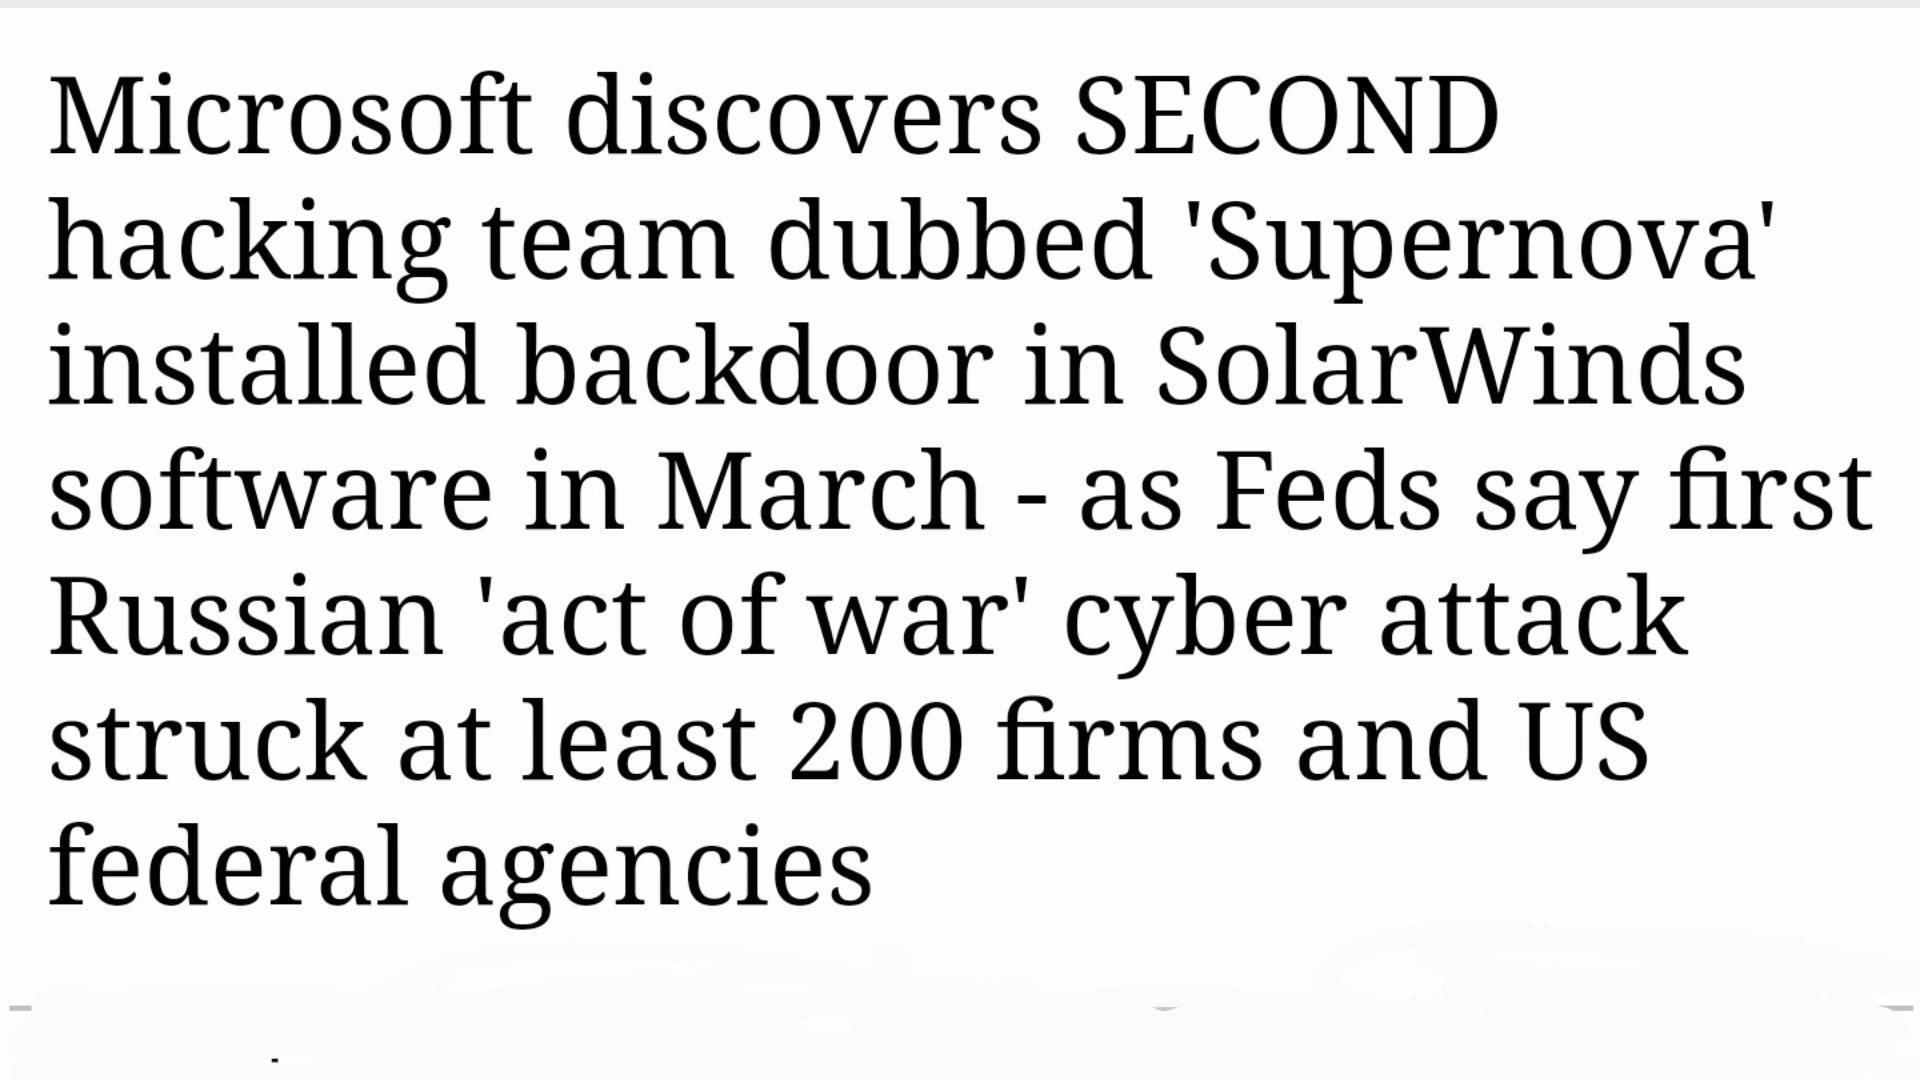 Microsoft discovers SECOND
hacking team dubbed 'Supernova'
installed backdoor in SolarWinds
software in March - as Feds say first
Russian 'act of war' cyber attack
struck at least 200 firms and US
federal agencies